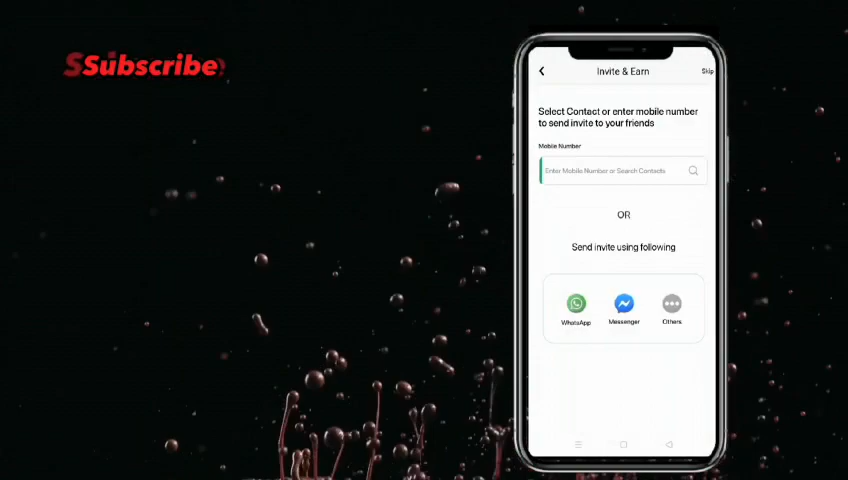 Subscribe
Invite & Earn
Skip
Select Contact or enter mobile number
to send invite to your friends
Mobile Number
Enter Mobile Number or Search Contacts
OR
Send invite using following
WhatsApp
Messenger
Others